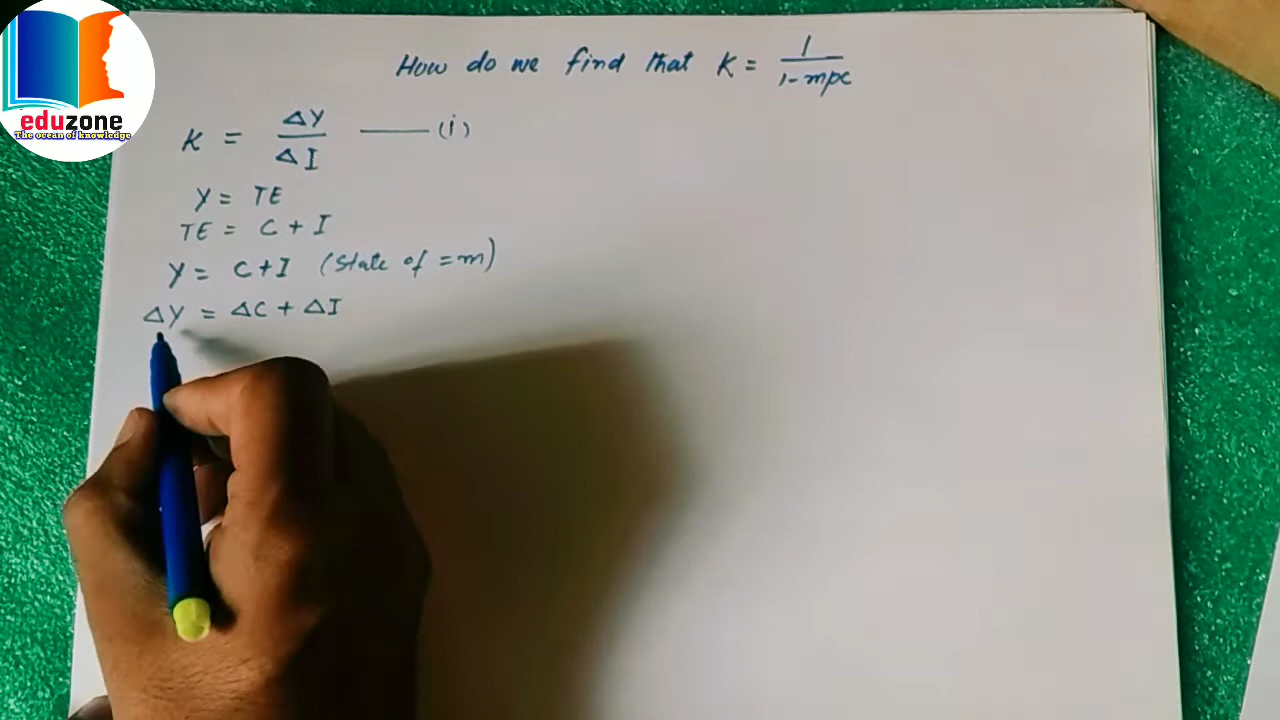 How do we find that K = 1/1-mpc
K = ΔY/ΔI ——— (i)
Y = TE
TE = C + I
Y = C+I (State of =m)
ΔY = ΔC + ΔI
eduzone
The ocean of knowledge